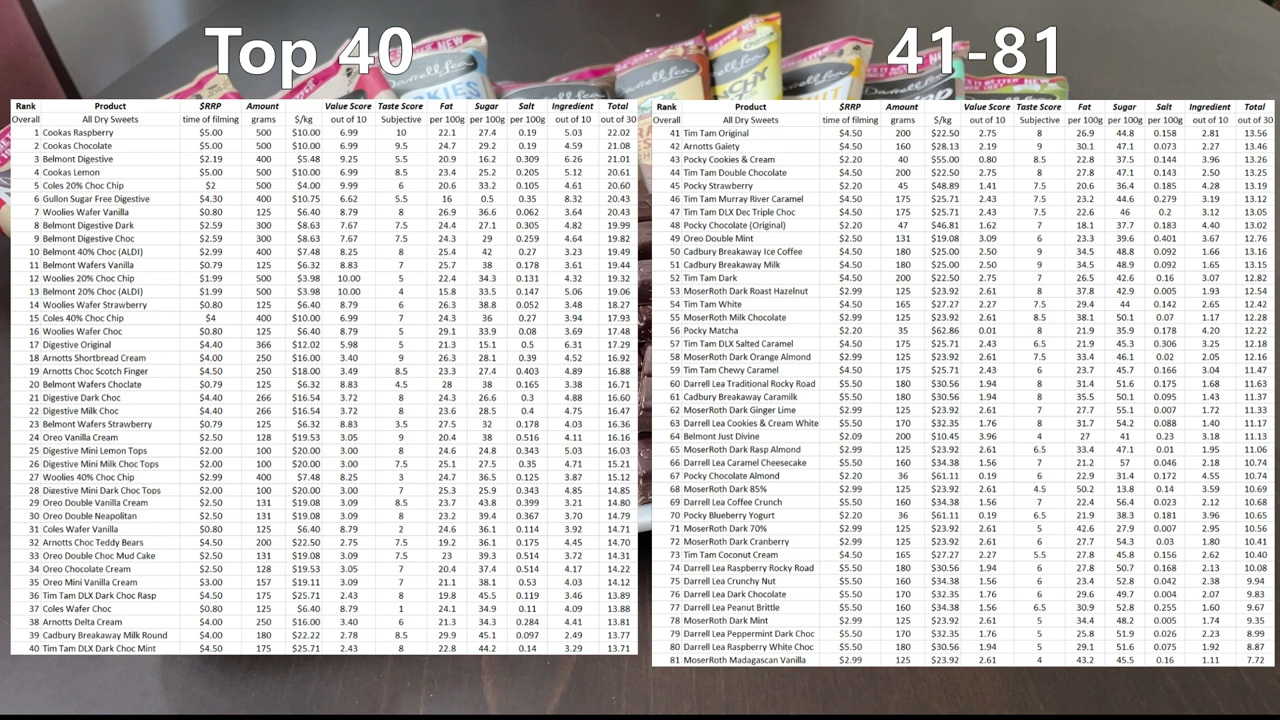 Top 40
Rank Product $RRP Amount Value Score Taste Score Fat Sugar Salt Ingredient Total
Overall All Dry Sweets time of filming grams $/kg out of 10 Subjective per 100g per 100g per 100g out of 10 out of 30
1 Cookas Raspberry $5.00 500 $10.00 6.99 10 22.1 27.4 0.19 5.03 22.02
2 Cookas Chocolate $5.00 500 $10.00 6.99 9.5 24.7 29.2 0.19 4.59 21.08
3 Belmont Digestive $2.19 400 $5.48 9.25 5.5 20.9 16.2 0.309 6.26 21.01
4 Cookas Lemon $5.00 500 $10.00 6.99 8.5 23.4 25.2 0.205 5.12 20.61
5 Coles 20% Choc Chip $2 500 $4.00 9.99 6 20.6 33.2 0.105 4.61 20.60
6 Gullon Sugar Free Digestive $4.30 400 $10.75 6.62 5.5 16 0.5 0.35 8.32 20.43
7 Woolies Wafer Vanilla $0.80 125 $6.40 8.79 8 26.9 36.6 0.062 3.64 20.43
8 Belmont Digestive Dark $2.59 300 $8.63 7.67 7.5 24.4 27.1 0.305 4.82 19.99
9 Belmont Digestive Choc $2.59 300 $8.63 7.67 7.5 24.3 29 0.259 4.64 19.82
10 Belmont 40% Choc (ALDI) $2.99 400 $7.48 8.25 8 25.4 42 0.27 3.23 19.49
11 Belmont Wafers Vanilla $0.79 125 $6.32 8.83 7 25.7 38 0.178 3.61 19.44
12 Woolies 20% Choc Chip $1.99 500 $3.98 10.00 5 22.4 34.3 0.131 4.32 19.32
13 Belmont 20% Choc (ALDI) $1.99 500 $3.98 10.00 4 15.8 33.5 0.147 5.06 19.06
14 Woolies Wafer Strawberry $0.80 125 $6.40 8.79 6 26.3 38.8 0.052 3.48 18.27
15 Coles 40% Choc Chip $4 400 $10.00 6.99 7 24.3 36 0.27 3.94 17.93
16 Woolies Wafer Choc $0.80 125 $6.40 8.79 5 27.1 33.9 0.08 3.69 17.48
17 Digestive Original $4.40 366 $12.02 5.98 5 21.3 15.1 0.5 6.31 17.29
18 Arnotts Shortbread Cream $4.00 250 $16.00 3.40 9 26.3 28.1 0.39 4.52 16.92
19 Arnotts Choc Scotch Finger $4.50 250 $18.00 3.49 8.5 23.3 27.4 0.403 4.89 16.88
20 Belmont Wafers Choclate $0.79 125 $6.32 8.83 4.5 28 38 0.165 3.38 16.71
21 Digestive Dark Choc $4.40 266 $16.54 3.72 8 24.3 26.6 0.3 4.88 16.60
22 Digestive Milk Choc $4.40 266 $16.54 3.72 8 23.6 28.5 0.4 4.75 16.47
23 Belmont Wafers Strawberry $0.79 125 $6.32 8.83 3.5 27.5 32 0.178 4.03 16.36
24 Oreo Vanilla Cream $2.50 128 $19.53 3.05 9 20.4 38 0.516 4.11 16.16
25 Digestive Mini Lemon Tops $2.00 100 $20.00 3.00 8 24.8 24.8 0.343 5.03 16.03
26 Digestive Mini Milk Choc Tops $2.00 100 $20.00 3.00 7.5 25.1 27.5 0.35 4.71 15.21
27 Woolies 40% Choc Chip $2.99 400 $7.48 8.25 3 24.7 36.5 0.125 3.87 15.12
28 Digestive Mini Dark Choc Tops $2.00 100 $20.00 3.00 7 25.3 25.9 0.343 4.85 14.85
29 Oreo Double Vanilla Cream $2.50 131 $19.08 3.09 8.5 23.7 43.8 0.399 3.21 14.80
30 Oreo Double Neapolitan $2.50 131 $19.08 3.09 8 23.2 39.4 0.367 3.70 14.79
31 Coles Wafer Vanilla $0.80 125 $6.40 8.79 2 24.6 36.1 0.114 3.92 14.71
32 Arnotts Choc Teddy Bears $4.50 200 $22.50 2.75 7.5 19.2 36.1 0.175 4.45 14.70
33 Oreo Double Choc Mud Cake $2.50 131 $19.08 3.09 7.5 23 39.3 0.514 3.72 14.31
34 Oreo Chocolate Cream $2.50 128 $19.53 3.05 7 20.4 37.4 0.514 4.17 14.22
35 Oreo Mini Vanilla Cream $3.00 157 $19.11 3.09 7 21.1 38.1 0.53 4.03 14.12
36 Tim Tam DLX Dark Choc Rasp $4.50 175 $25.71 2.43 8 19.8 45.5 0.119 3.46 13.89
37 Coles Wafer Choc $0.80 125 $6.40 8.79 1 24.1 34.9 0.11 4.09 13.88
38 Arnotts Delta Cream $4.00 250 $16.00 3.40 6 21.3 34.3 0.284 4.41 13.81
39 Cadbury Breakaway Milk Round $4.00 180 $22.22 2.78 8.5 29.9 45.1 0.097 2.49 13.77
40 Tim Tam DLX Dark Choc Mint $4.50 175 $25.71 2.43 8 22.8 44.2 0.14 3.29 13.71
41-81
Rank Product $RRP Amount Value Score Taste Score Fat Sugar Salt Ingredient Total
Overall All Dry Sweets time of filming grams $/kg out of 10 Subjective per 100g per 100g per 100g out of 10 out of 30
41 Tim Tam Original $4.50 200 $22.50 2.75 8 26.9 44.8 0.158 2.81 13.56
42 Arnotts Gaiety $4.50 160 $28.13 2.19 9 30.1 47.1 0.073 2.27 13.46
43 Pocky Cookies & Cream $2.20 40 $55.00 0.80 8.5 22.8 37.5 0.144 3.96 13.26
44 Tim Tam Double Chocolate $4.50 200 $22.50 2.75 8 27.8 47.1 0.143 2.50 13.25
45 Pocky Strawberry $2.20 45 $48.89 1.41 7.5 20.6 36.4 0.185 4.28 13.19
46 Tim Tam Murray River Caramel $4.50 175 $25.71 2.43 7.5 23.2 44.6 0.279 3.19 13.12
47 Tim Tam DLX Dec Triple Choc $4.50 175 $25.71 2.43 7.5 22.6 46 0.2 3.12 13.05
48 Pocky Chocolate (Original) $2.20 47 $46.81 1.62 7 18.1 37.7 0.183 4.40 13.02
49 Oreo Double Mint $2.50 131 $19.08 3.09 6 23.3 39.6 0.401 3.67 12.76
50 Cadbury Breakaway Ice Coffee $4.50 180 $25.00 2.50 9 34.5 48.8 0.092 1.66 13.16
51 Cadbury Breakaway Milk $4.50 180 $25.00 2.50 9 34.5 48.9 0.092 1.65 13.15
52 Tim Tam Dark $4.50 200 $22.50 2.75 7 26.5 42.6 0.16 3.07 12.82
53 MoserRoth Dark Roast Hazelnut $2.99 125 $23.92 2.61 8 37.8 42.9 0.005 1.93 12.54
54 Tim Tam White $4.50 165 $27.27 2.27 7.5 29.4 44 0.142 2.65 12.42
55 MoserRoth Milk Chocolate $2.99 125 $23.92 2.61 8.5 38.1 50.1 0.07 1.17 12.28
56 Pocky Matcha $2.20 35 $62.86 0.01 8 21.9 35.9 0.178 4.20 12.22
57 Tim Tam DLX Salted Caramel $4.50 175 $25.71 2.43 6.5 21.9 45.3 0.306 3.25 12.18
58 MoserRoth Dark Orange Almond $2.99 125 $23.92 2.61 7.5 33.4 46.1 0.02 2.05 12.16
59 Tim Tam Chewy Caramel $4.50 175 $25.71 2.43 6 23.7 45.7 0.166 3.04 11.47
60 Darrell Lea Traditional Rocky Road $5.50 180 $30.56 1.94 8 31.4 51.6 0.175 1.68 11.63
61 Cadbury Breakaway Caramilk $5.50 180 $30.56 1.94 8 35.5 50.1 0.095 1.43 11.37
62 MoserRoth Dark Ginger Lime $2.99 125 $23.92 2.61 7 27.7 55.1 0.007 1.72 11.33
63 Darrell Lea Cookies & Cream White $5.50 170 $32.35 1.76 8 31.7 54.2 0.088 1.40 11.17
64 Belmont Just Divine $2.09 200 $10.45 3.96 4 27 41 0.23 3.18 11.13
65 MoserRoth Dark Rasp Almond $2.99 125 $23.92 2.61 6.5 33.4 47.1 0.01 1.95 11.06
66 Darrell Lea Caramel Cheesecake $5.50 160 $34.38 1.56 7 21.2 57 0.046 2.18 10.74
67 Pocky Chocolate Almond $2.20 36 $61.11 0.19 6 22.9 31.4 0.172 4.55 10.74
68 MoserRoth Dark 85% $2.99 125 $23.92 2.61 4.5 50.2 13.8 0.14 2.59 10.69
69 Darrell Lea Coffee Crunch $5.50 160 $34.38 1.56 7 22.4 56.4 0.023 2.12 10.68
70 Pocky Blueberry Yogurt $2.20 36 $61.11 0.19 6.5 21.9 38.3 0.181 3.96 10.65
71 MoserRoth Dark 70% $2.99 125 $23.92 2.61 5 42.6 27.9 0.007 2.95 10.56
72 MoserRoth Dark Cranberry $2.99 125 $23.92 2.61 6 27.7 54.3 0.03 1.80 10.41
73 Tim Tam Coconut Cream $4.50 165 $27.27 2.27 5.5 27.8 45.8 0.156 2.62 10.40
74 Darrell Lea Raspberry Rocky Road $5.50 180 $30.56 1.94 6 27.8 50.7 0.168 2.13 10.08
75 Darrell Lea Crunchy Nut $5.50 160 $34.38 1.56 6 23.4 52.8 0.042 2.38 9.94
76 Darrell Lea Dark Chocolate $5.50 170 $32.35 1.76 6 29.6 49.7 0.004 2.07 9.83
77 Darrell Lea Peanut Brittle $5.50 160 $34.38 1.56 6.5 30.9 52.8 0.255 1.60 9.67
78 MoserRoth Dark Mint $2.99 125 $23.92 2.61 5 34.4 48.2 0.005 1.74 9.35
79 Darrell Lea Peppermint Dark Choc $5.50 170 $32.35 1.76 5 25.8 51.9 0.026 2.23 8.99
80 Darrell Lea Raspberry White Choc $5.50 180 $30.56 1.94 5 29.1 51.6 0.075 1.92 8.87
81 MoserRoth Madagascan Vanilla $2.99 125 $23.92 2.61 4 43.2 45.5 0.16 1.11 7.72